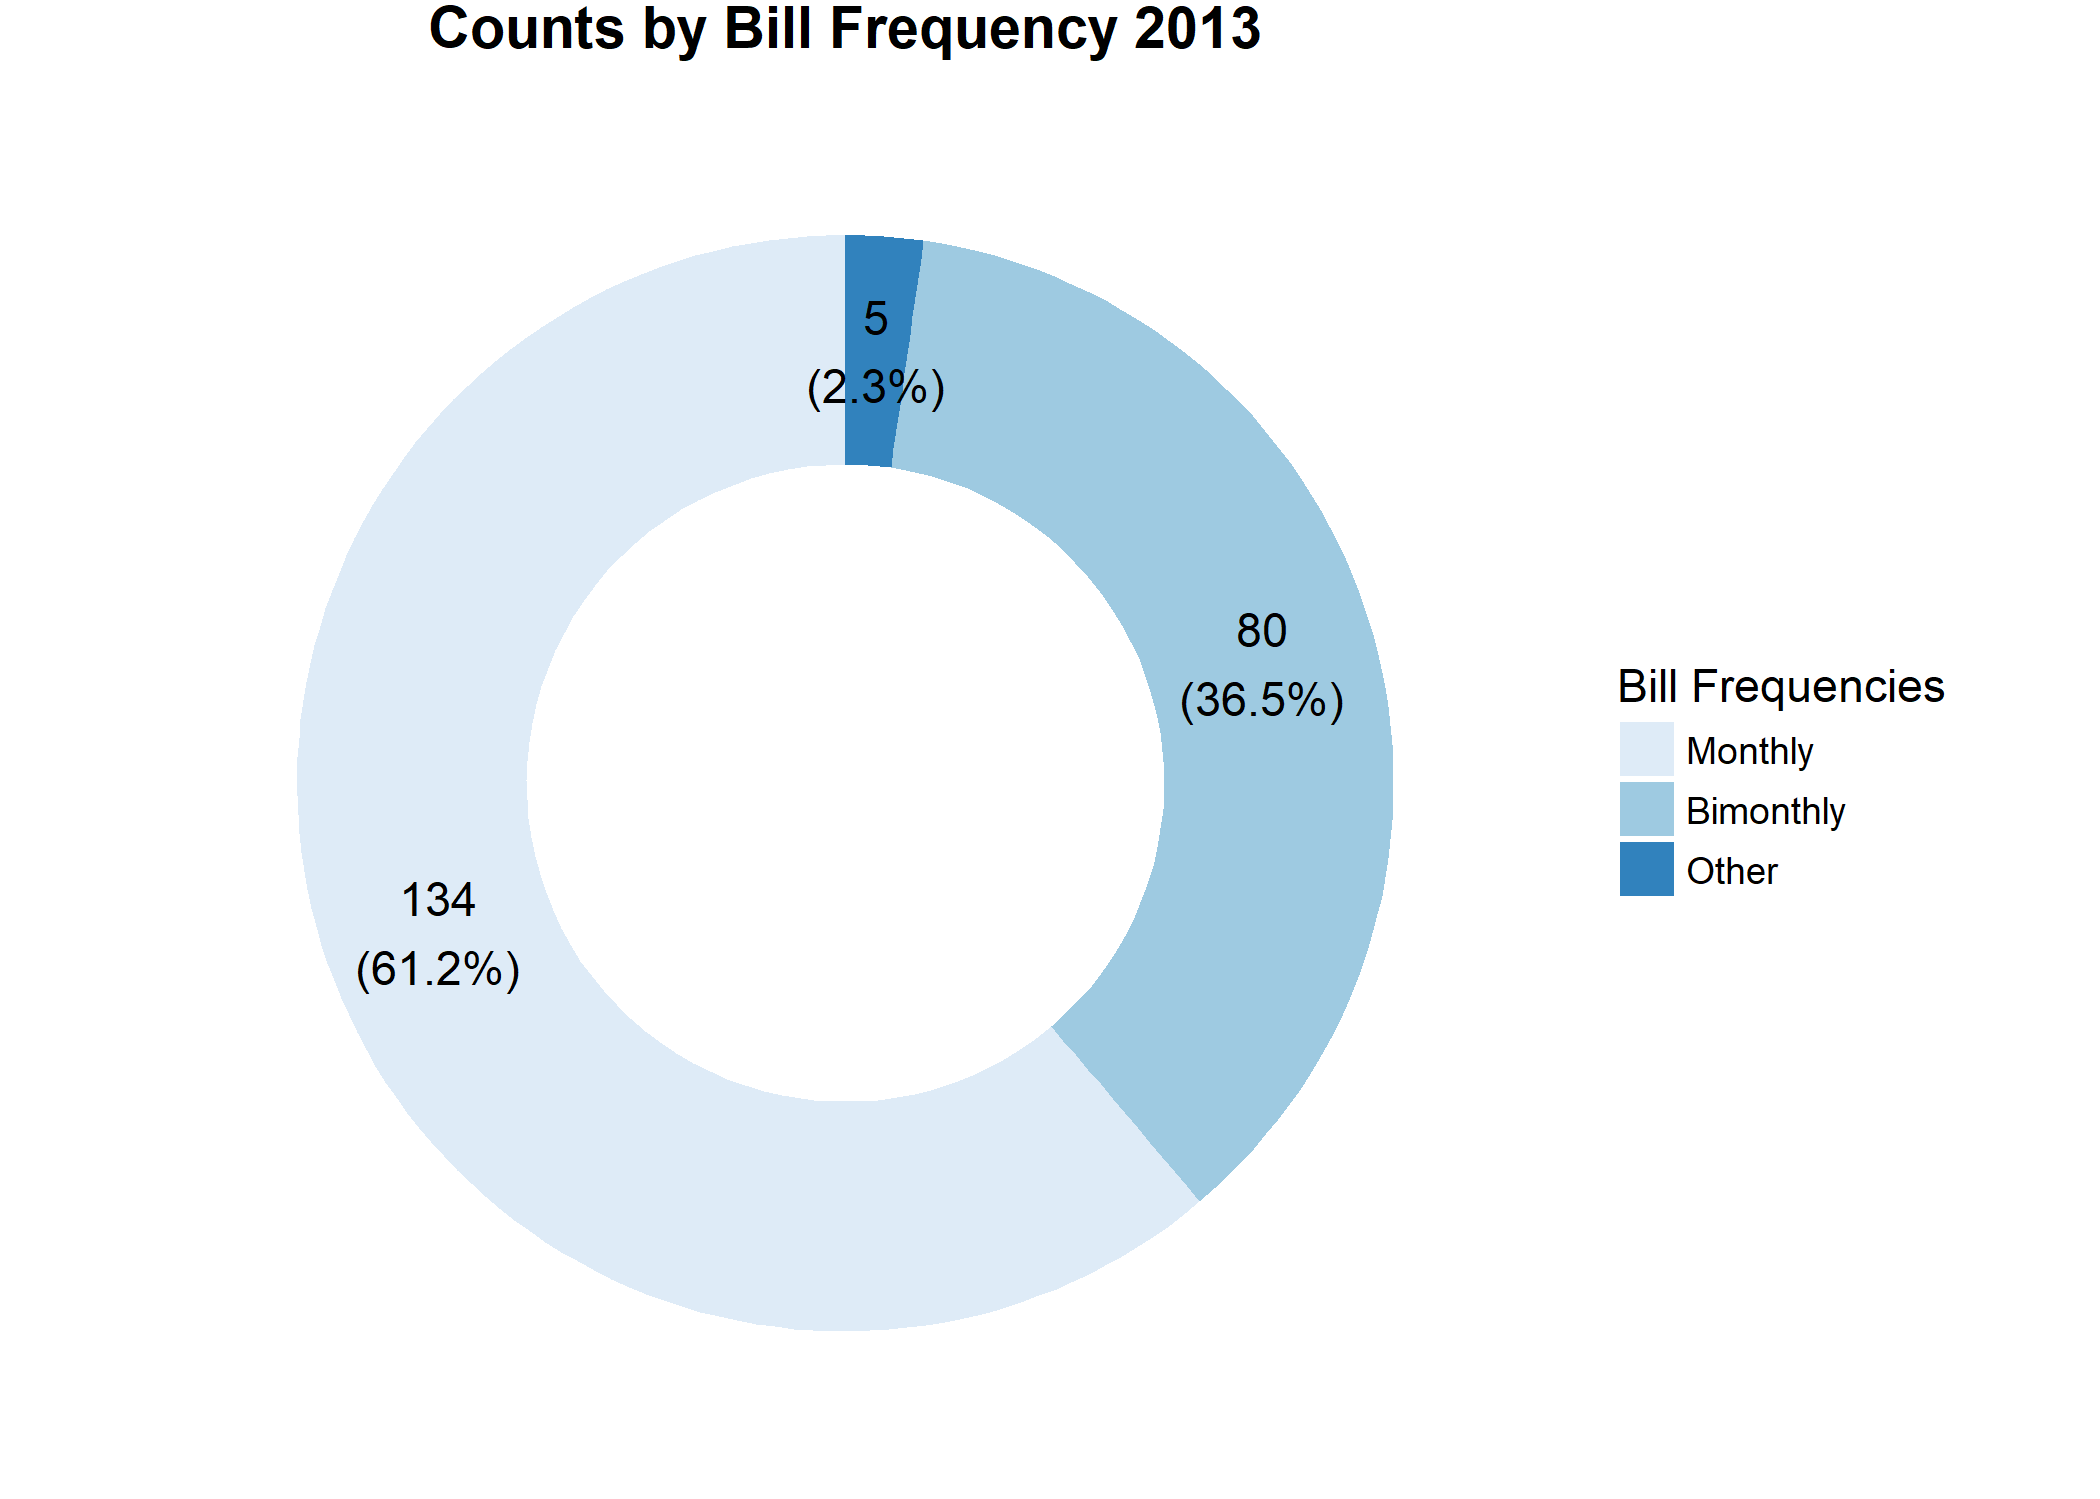 Counts by Bill Frequency 2013
5
(2.3%)
80
(36.5%)
134
(61.2%)
Bill Frequencies
Monthly
Bimonthly
Other